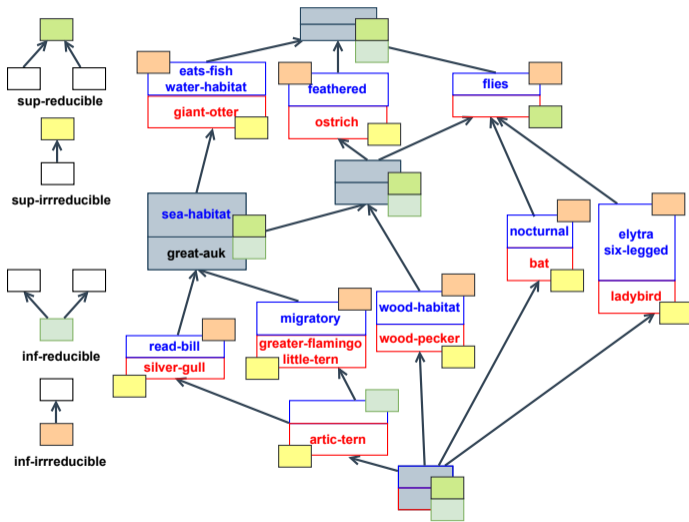 sup-reducible
sup-irrreducible
inf-reducible
inf-irrreducible
eats-fish
water-habitat
giant-otter
feathered
ostrich
flies
sea-habitat
great-auk
nocturnal
bat
elytra
six-legged
ladybird
read-bill
silver-gull
migratory
greater-flamingo
little-tern
wood-habitat
wood-pecker
artic-tern